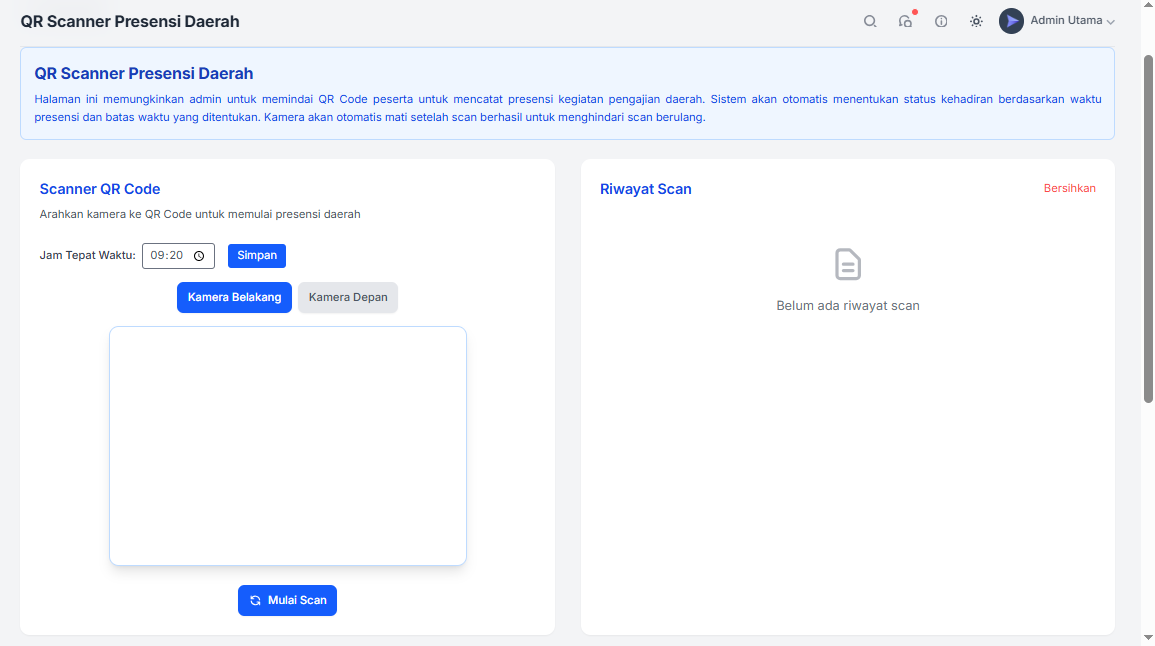 QR Scanner Presensi Daerah
Admin Utama
QR Scanner Presensi Daerah
Halaman ini memungkinkan admin untuk memindai QR Code peserta untuk mencatat presensi kegiatan pengajian daerah. Sistem akan otomatis menentukan status kehadiran berdasarkan waktu
presensi dan batas waktu yang ditentukan. Kamera akan otomatis mati setelah scan berhasil untuk menghindari scan berulang.
Scanner QR Code
Arahkan kamera ke QR Code untuk memulai presensi daerah
Jam Tepat Waktu: 09:20 Simpan
Kamera Belakang Kamera Depan
Mulai Scan
Riwayat Scan
Bersihkan
Belum ada riwayat scan